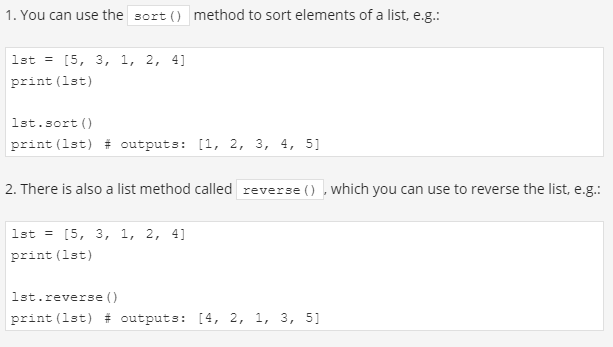 1. You can use the sort() method to sort elements of a list, e.g.:
lst = [5, 3, 1, 2, 4]
print(lst)
lst.sort()
print(lst) # outputs: [1, 2, 3, 4, 5]
2. There is also a list method called reverse(), which you can use to reverse the list, e.g.:
lst = [5, 3, 1, 2, 4]
print(lst)
lst.reverse()
print(lst) # outputs: [4, 2, 1, 3, 5]